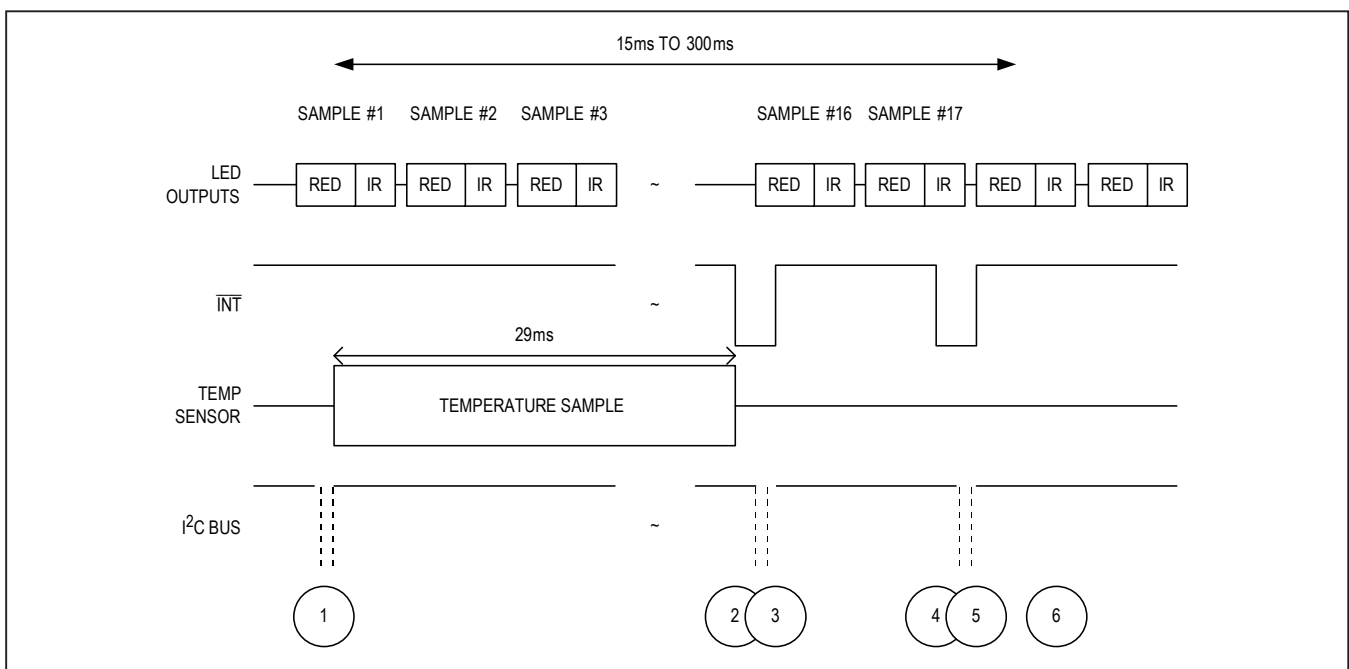 15ms TO 300ms
SAMPLE #1 SAMPLE #2 SAMPLE #3 SAMPLE #16 SAMPLE #17
LED
OUTPUTS
RED IR RED IR RED IR ~ RED IR RED IR RED IR RED IR
INT ~
29ms
TEMP
SENSOR
TEMPERATURE SAMPLE
I²C BUS ~
1 2 3 4 5 6